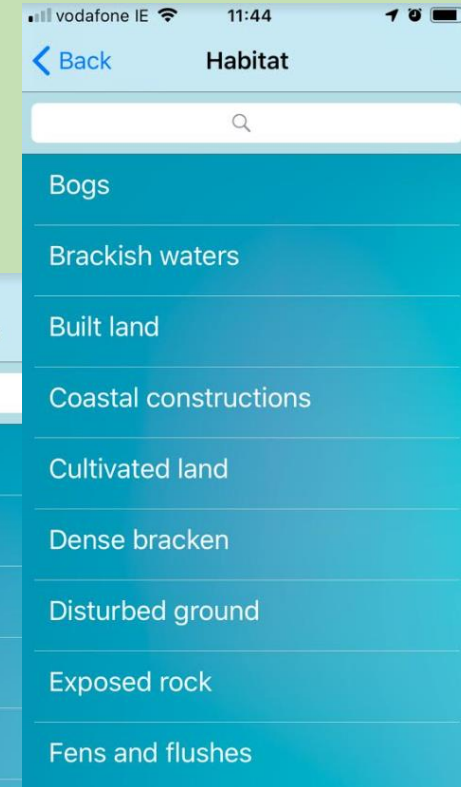 vodafone IE 11:44
Back Habitat
Bogs
Brackish waters
Built land
Coastal constructions
Cultivated land
Dense bracken
Disturbed ground
Exposed rock
Fens and flushes